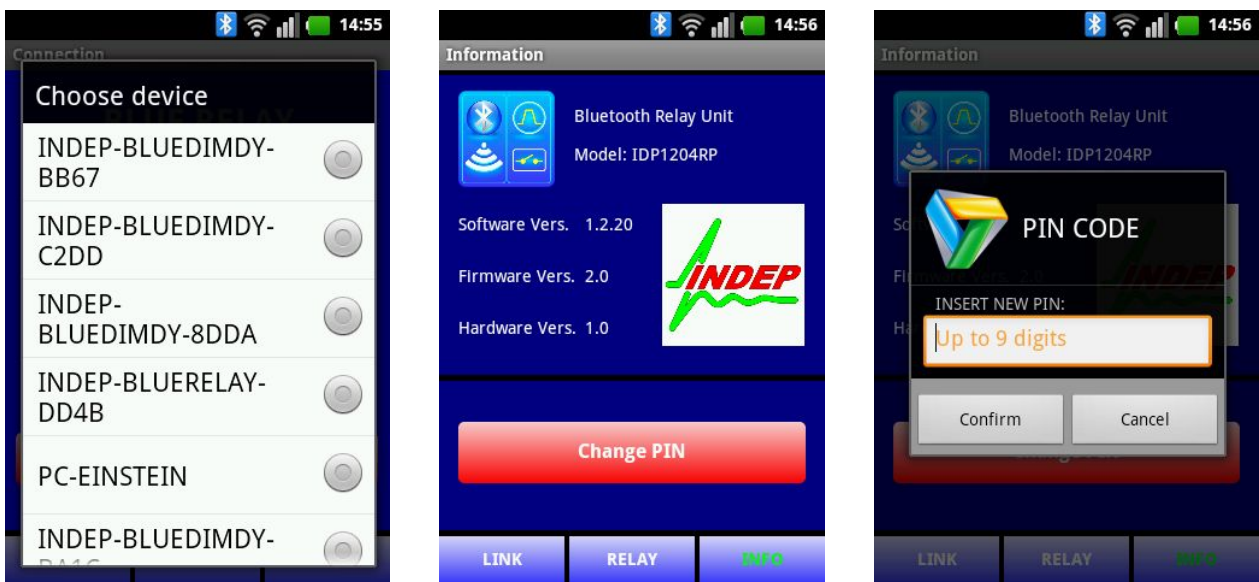 14:55
Connection
BLUE RELAY
Choose device
INDEP-BLUEDIMDY-
BB67
INDEP-BLUEDIMDY-
C2DD
INDEP-
BLUEDIMDY-8DDA
INDEP-BLUERELAY-
DD4B
PC-EINSTEIN
INDEP-BLUEDIMDY-
14:56
Information
Bluetooth Relay Unit
Model: IDP1204RP
Software Vers. 1.2.20
INDEP
Firmware Vers. 2.0
Hardware Vers. 1.0
Change PIN
LINK RELAY INFO
14:56
Information
Bluetooth Relay Unit
Model: IDP1204RP
PIN CODE
INSERT NEW PIN:
Up to 9 digits
Confirm Cancel
LINK RELAY INFO